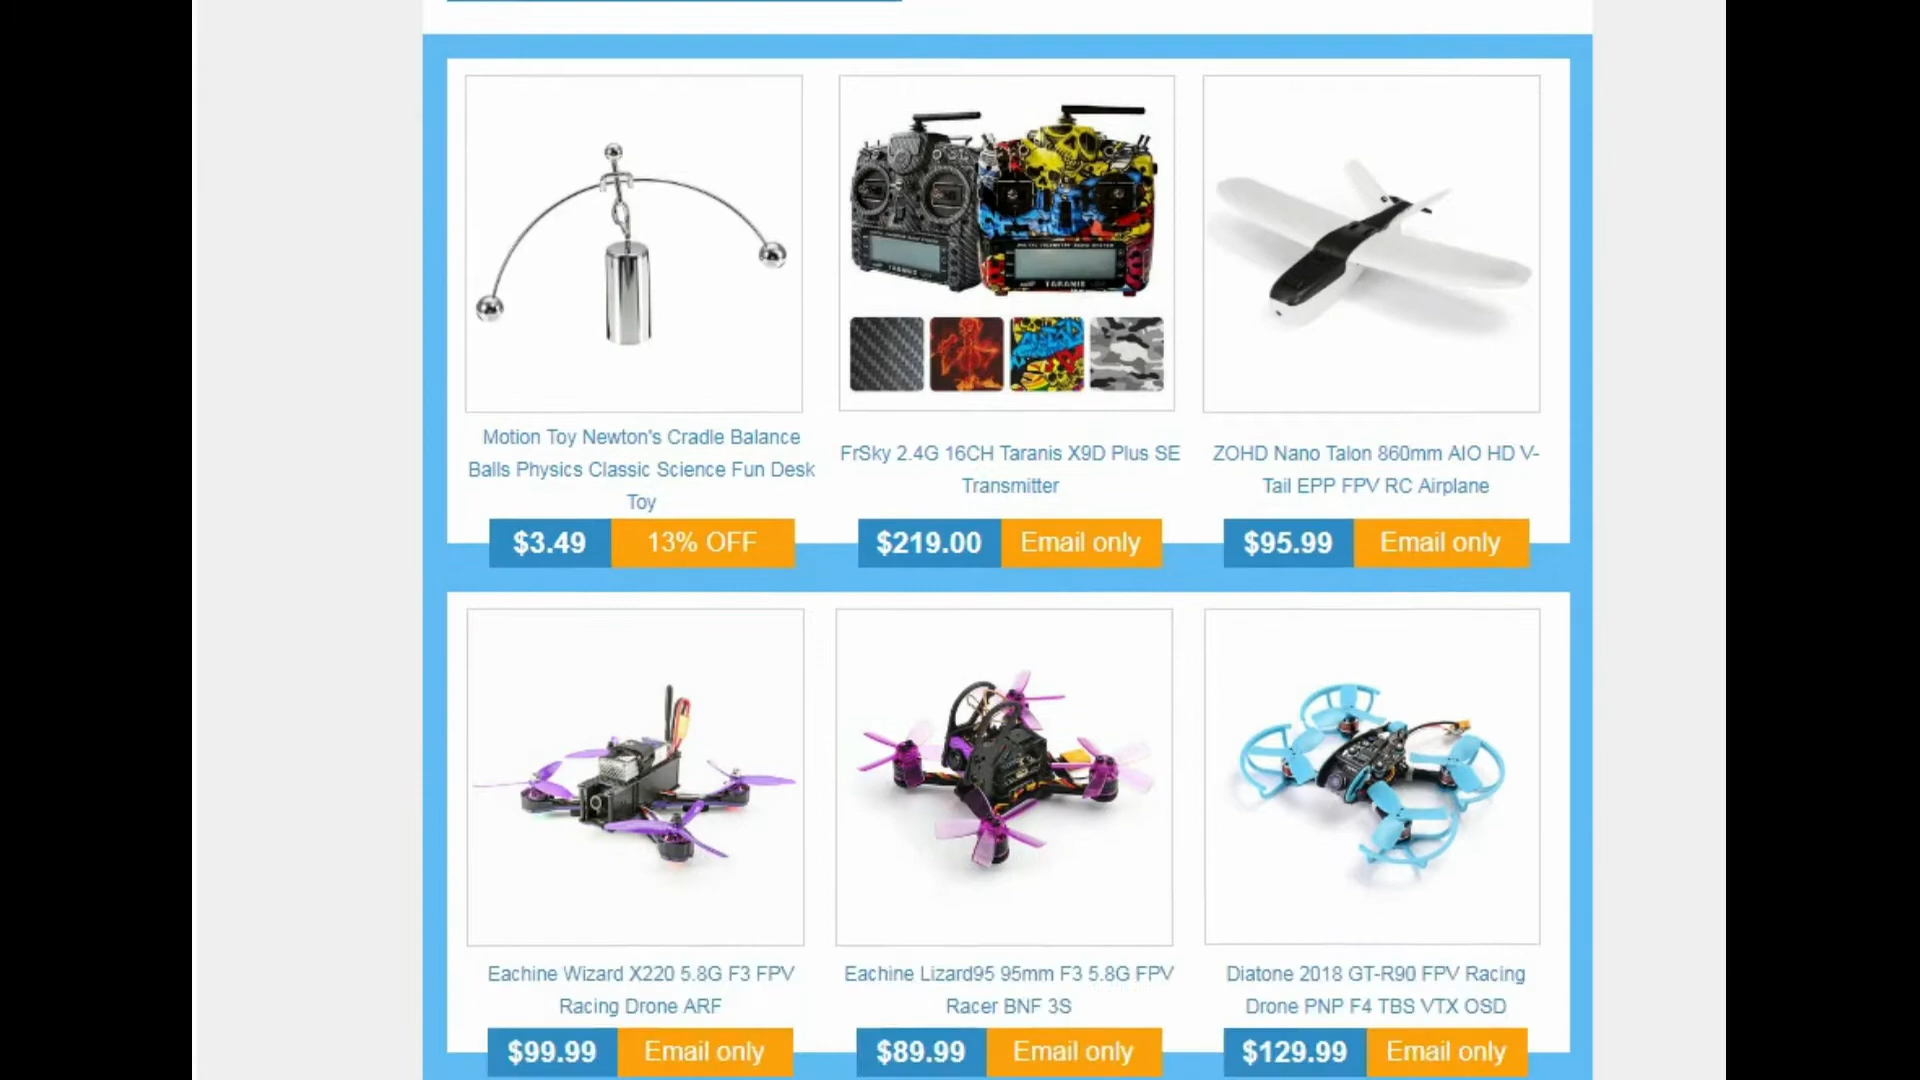 TARANIS
TARANIS
Motion Toy Newton's Cradle Balance
Balls Physics Classic Science Fun Desk
Toy
FrSky 2.4G 16CH Taranis X9D Plus SE
Transmitter
ZOHD Nano Talon 860mm AIO HD V-
Tail EPP FPV RC Airplane
$3.49 13% OFF
$219.00 Email only
$95.99 Email only
Eachine Wizard X220 5.8G F3 FPV
Racing Drone ARF
Eachine Lizard95 95mm F3 5.8G FPV
Racer BNF 3S
Diatone 2018 GT-R90 FPV Racing
Drone PNP F4 TBS VTX OSD
$99.99 Email only
$89.99 Email only
$129.99 Email only